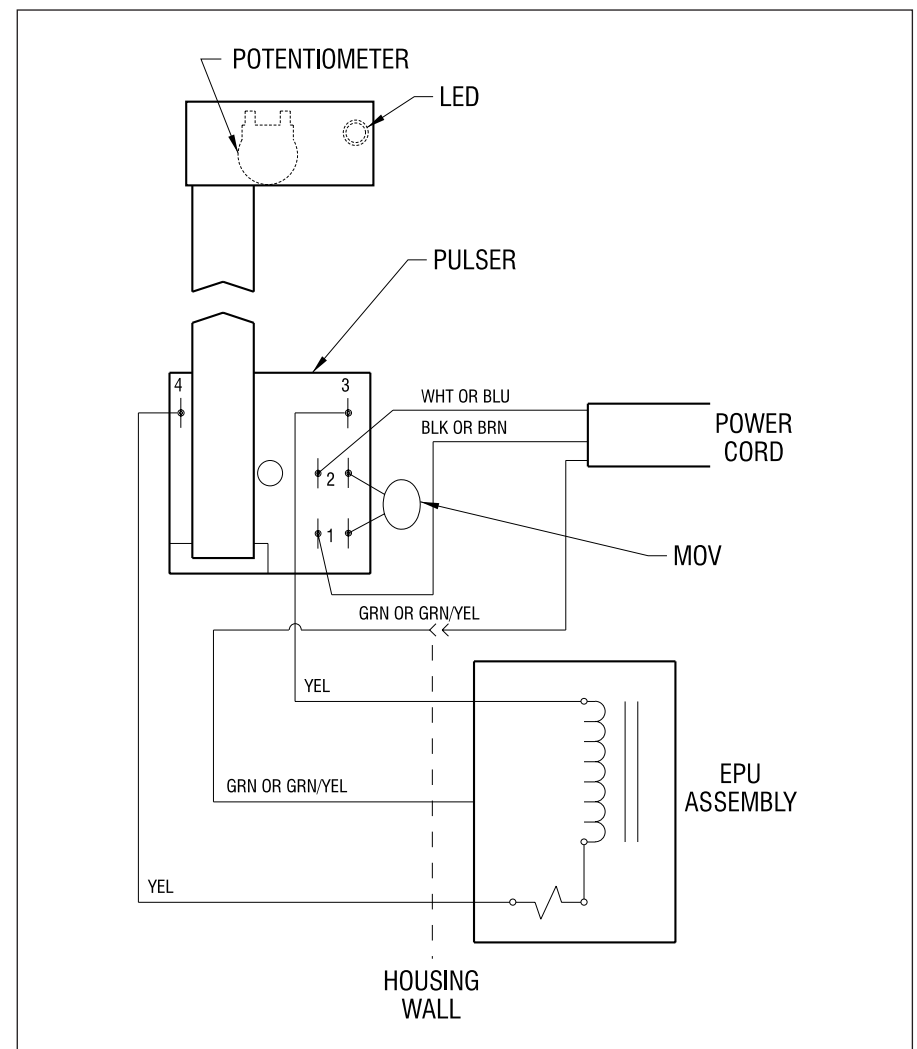 POTENTIOMETER
LED
PULSER
4
3
WHT OR BLU
BLK OR BRN
POWER
CORD
2
1
MOV
GRN OR GRN/YEL
YEL
GRN OR GRN/YEL
EPU
ASSEMBLY
YEL
HOUSING
WALL